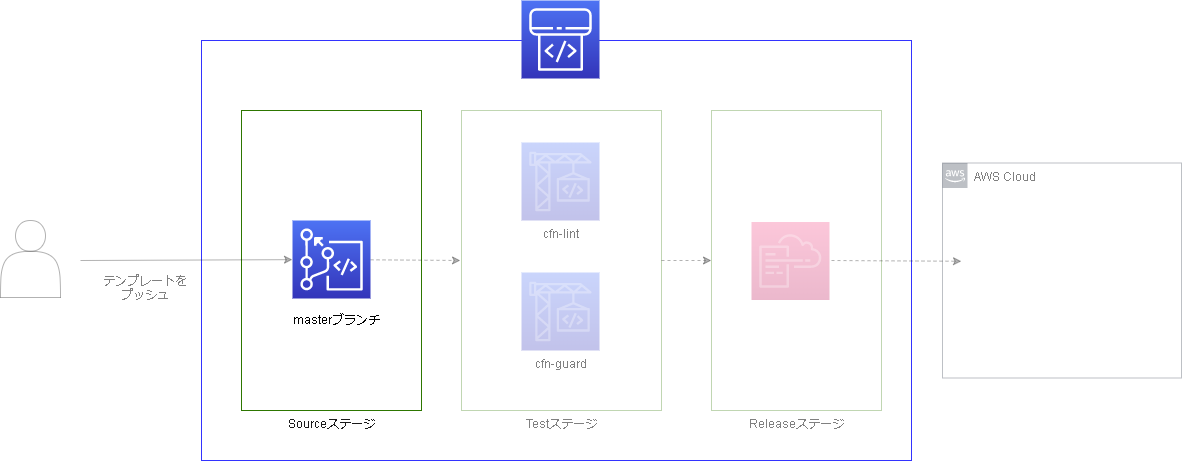 aws
AWS Cloud
cfn-lint
テンプレートを
プッシュ
masterブランチ
cfn-guard
Sourceステージ
Testステージ
Releaseステージ